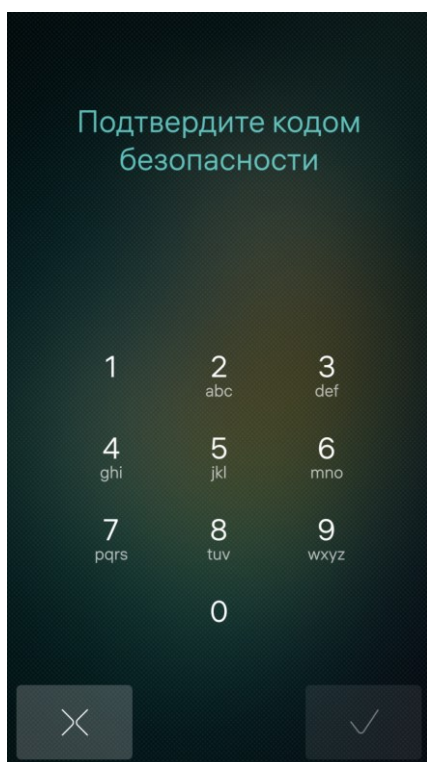 Подтвердите кодом
безопасности
1 2 3
abc def
4 5 6
ghi jkl mno
7 8 9
pqrs tuv wxyz
0